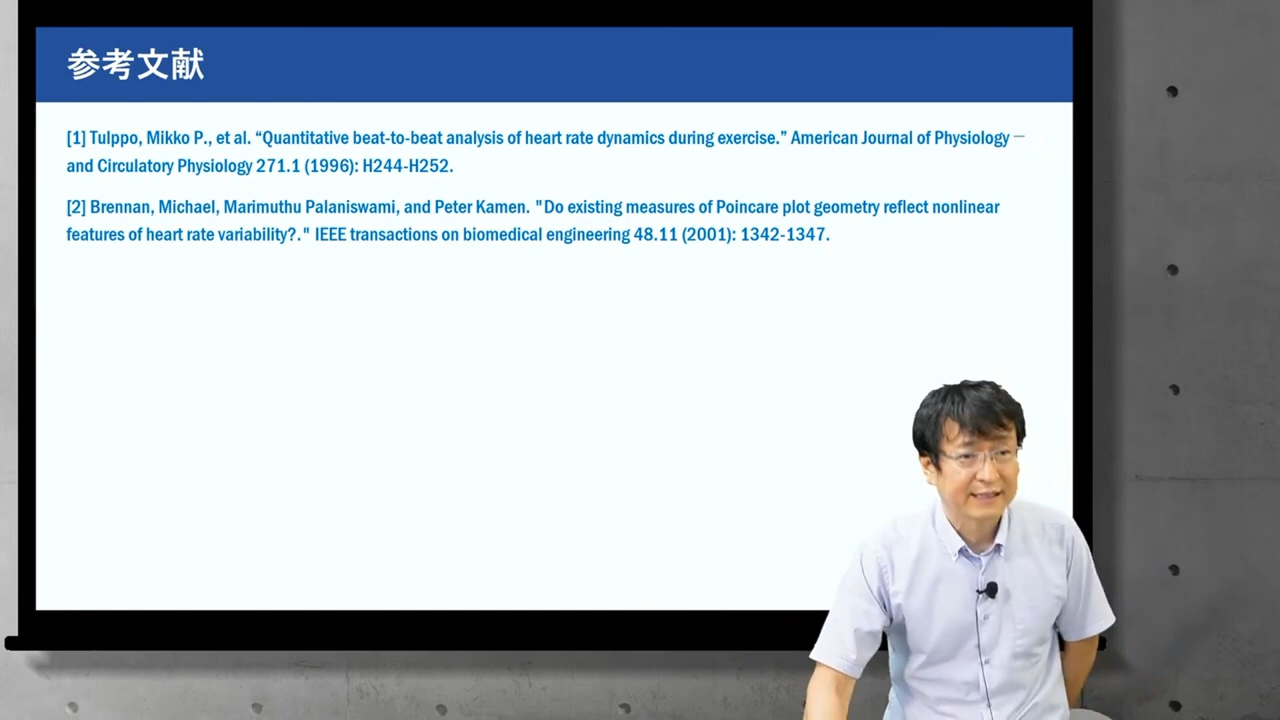 参考文献
[1] Tulppo, Mikko P., et al. “Quantitative beat-to-beat analysis of heart rate dynamics during exercise.” American Journal of Physiology —
and Circulatory Physiology 271.1 (1996): H244-H252.
[2] Brennan, Michael, Marimuthu Palaniswami, and Peter Kamen. "Do existing measures of Poincare plot geometry reflect nonlinear
features of heart rate variability?." IEEE transactions on biomedical engineering 48.11 (2001): 1342-1347.